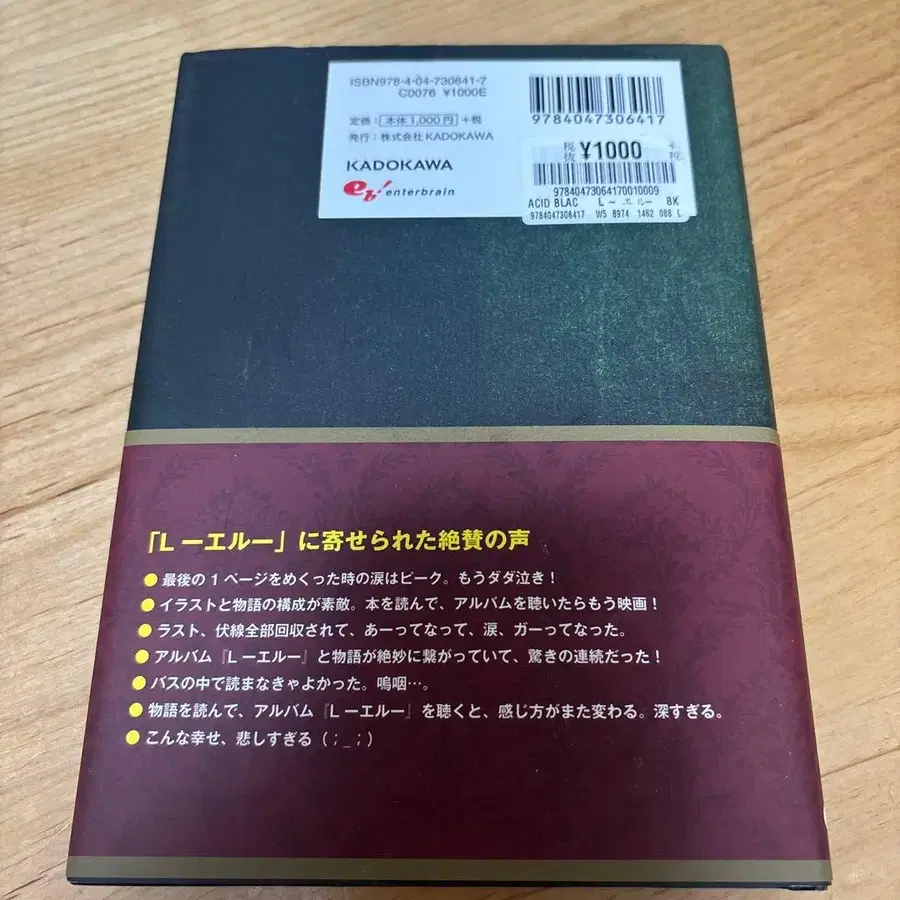 ISBN978-4-04-730641-7
C0076 ¥1000E
定価：本体1,000円 +税
発行：株式会社KADOKAWA
KADOKAWA
eb! enterbrain
9784047306417
税抜 ¥1000 +税
97840473064170010009
ACID BLAC L－エルー BK
9784047306417 W5 8974 1462 088 L
「L ーエルー」に寄せられた絶賛の声
●最後の1ページをめくった時の涙はピーク。もうダダ泣き！
●イラストと物語の構成が素敵。本を読んで、アルバムを聴いたらもう映画！
●ラスト、伏線全部回収されて、あーってなって、涙、ガーってなった。
●アルバム『L ーエルー』と物語が絶妙に繋がっていて、驚きの連続だった！
●バスの中で読まなきゃよかった。嗚咽…。
●物語を読んで、アルバム『L ーエルー』を聴くと、感じ方がまた変わる。深すぎる。
●こんな幸せ、悲しすぎる（；_；）